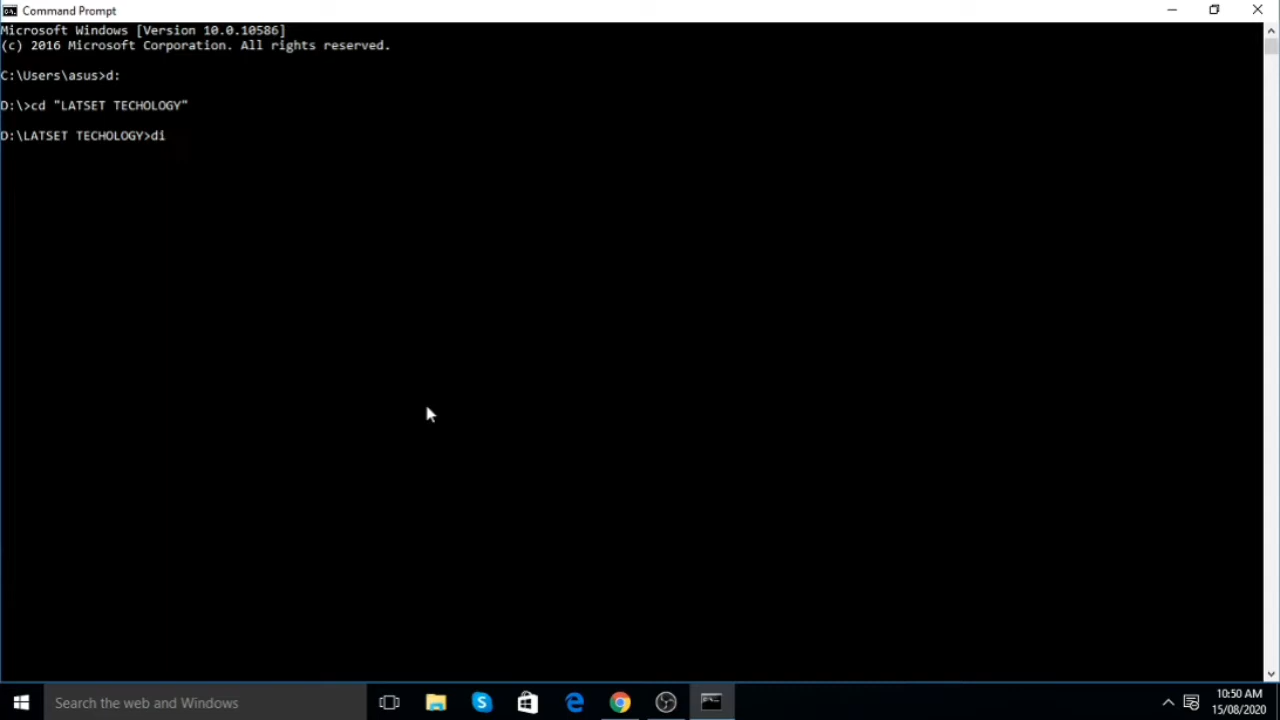 Command Prompt
Microsoft Windows [Version 10.0.10586]
(c) 2016 Microsoft Corporation. All rights reserved.
C:\Users\asus>d:
D:\>cd "LATSET TECHOLOGY"
D:\LATSET TECHOLOGY>di
Search the web and Windows
10:50 AM
15/08/2020